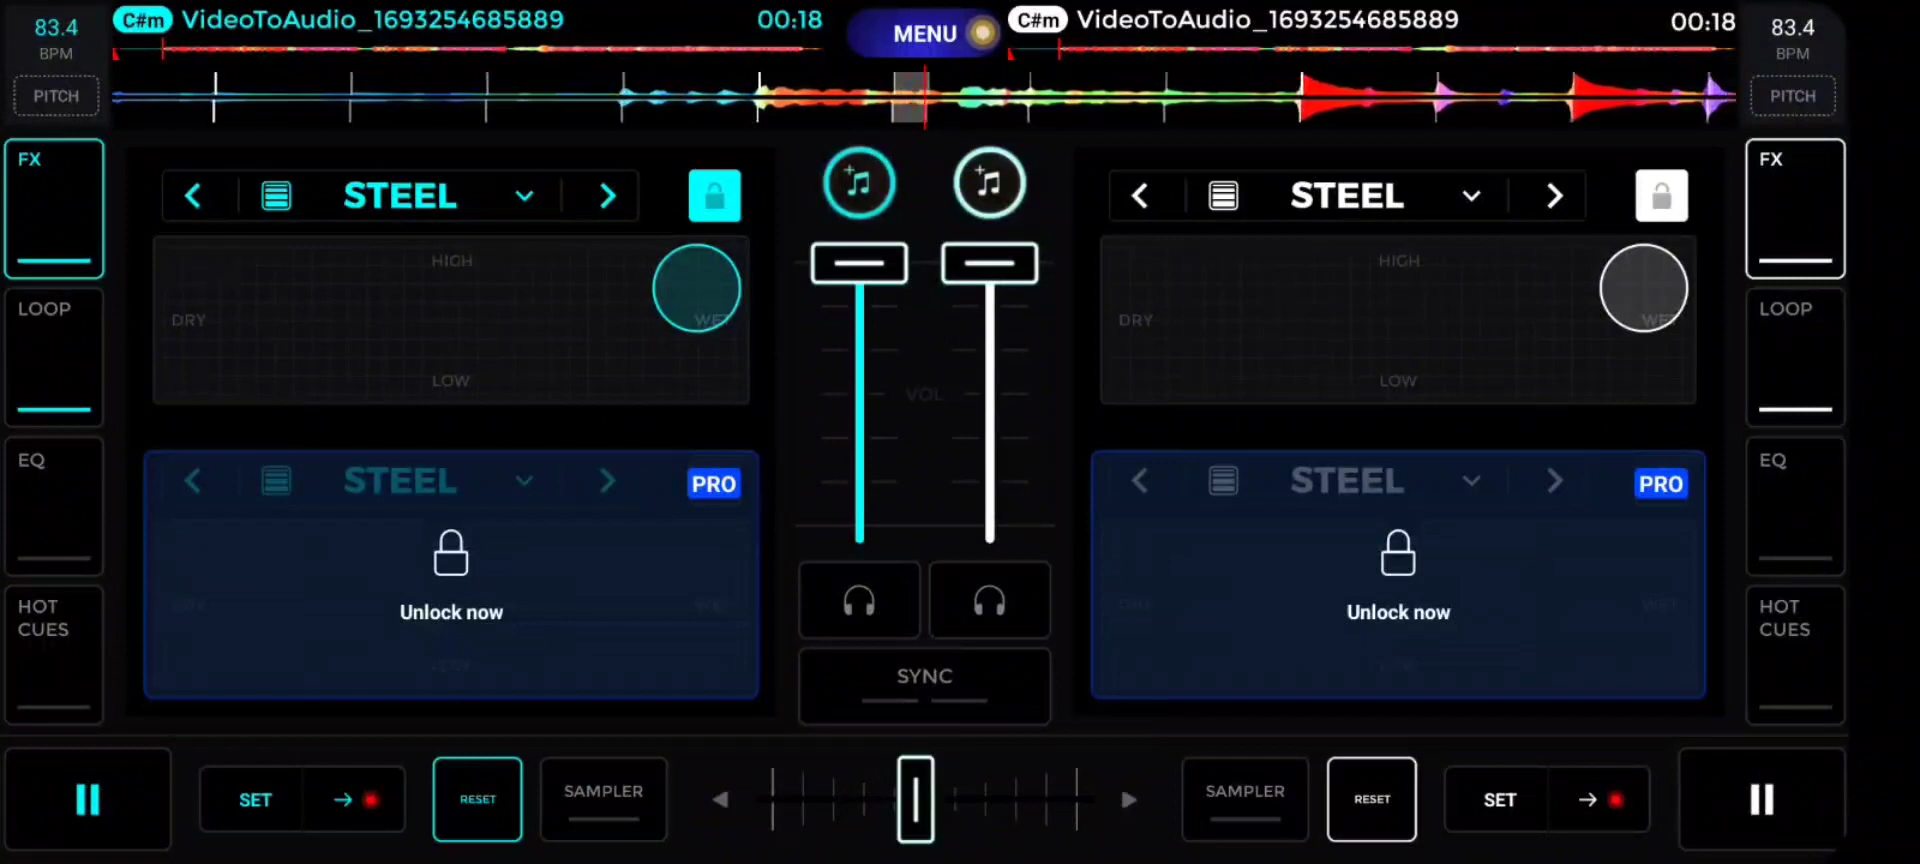 83.4
BPM
PITCH
C#m VideoToAudio_1693254685889 00:18
MENU
C#m VideoToAudio_1693254685889 00:18
83.4
BPM
PITCH
FX
LOOP
EQ
HOT
CUES
STEEL
HIGH
DRY
WET
LOW
STEEL
PRO
Unlock now
VOL
SYNC
STEEL
HIGH
DRY
WET
LOW
STEEL
PRO
Unlock now
FX
LOOP
EQ
HOT
CUES
SET
RESET
SAMPLER
SAMPLER
RESET
SET